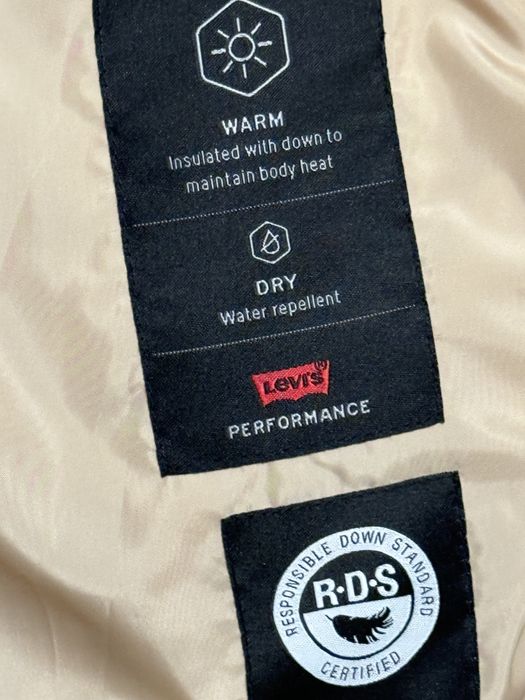 WARM
Insulated with down to
maintain body heat
DRY
Water repellent
Levi's®
PERFORMANCE
RESPONSIBLE DOWN STANDARD
R·D·S
CERTIFIED